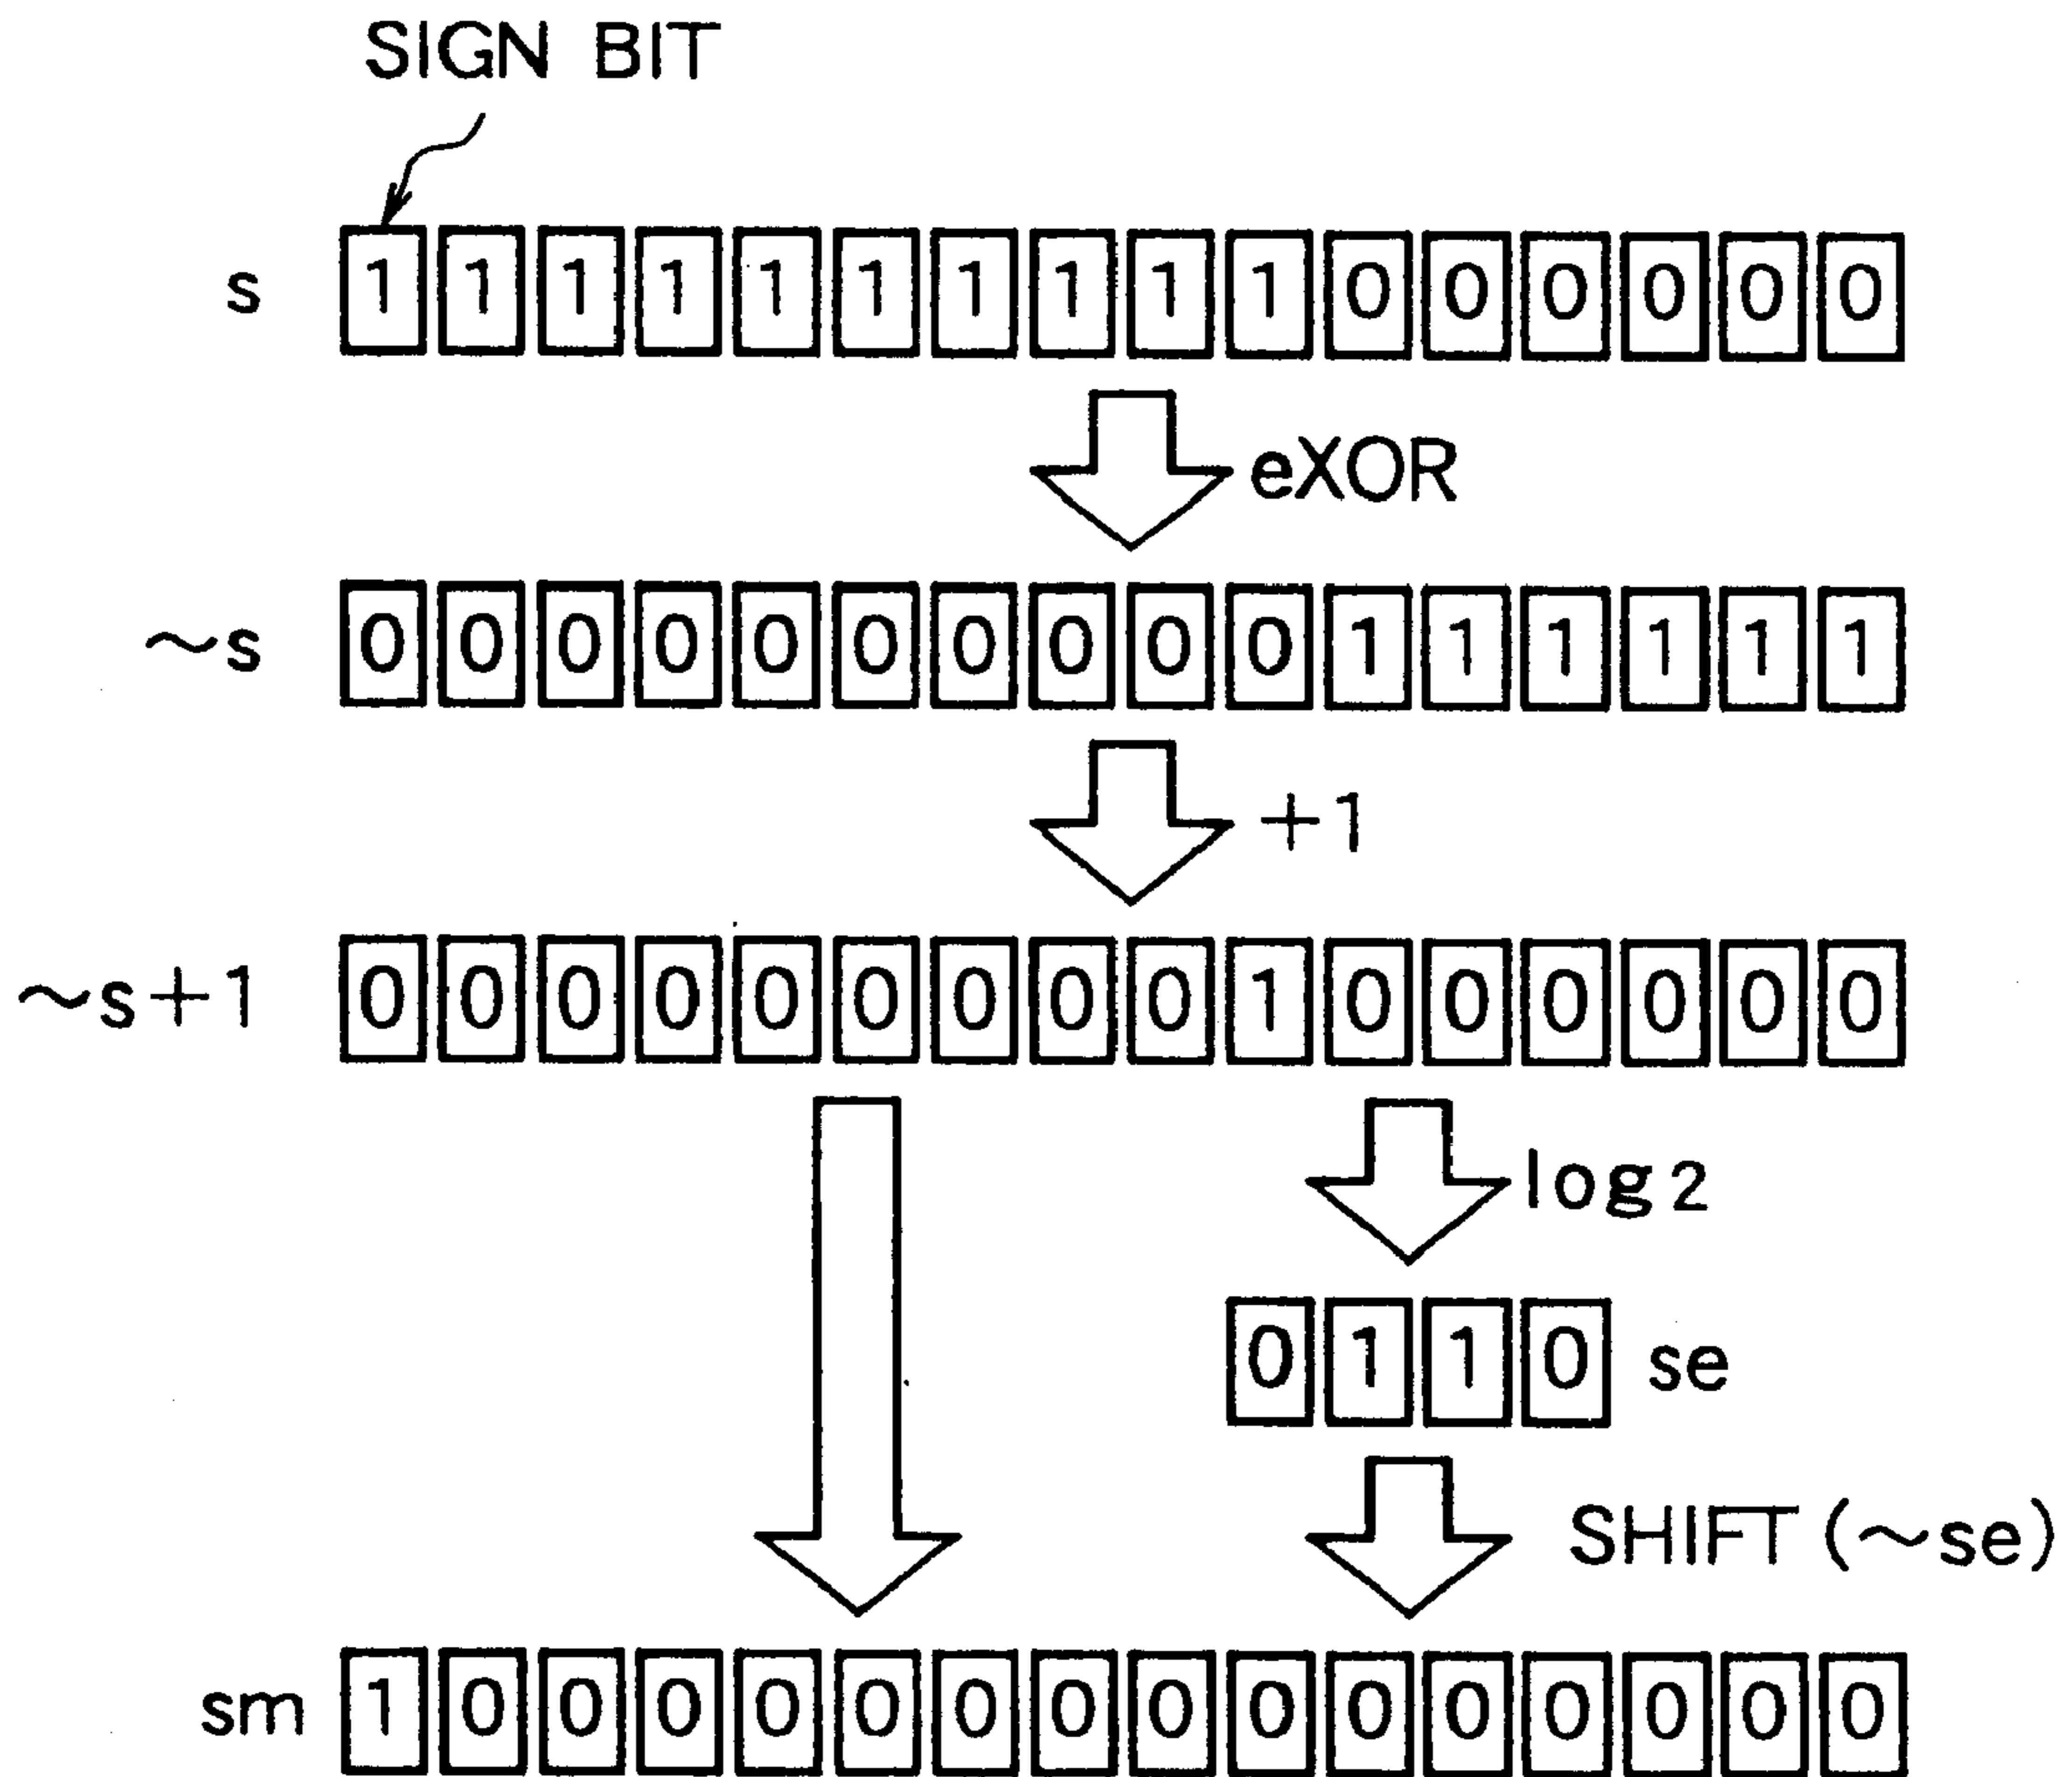 SIGN BIT
s 1 1 1 1 1 1 1 1 1 1 0 0 0 0 0 0
eXOR
~s 0 0 0 0 0 0 0 0 0 0 1 1 1 1 1 1
+1
~s+1 0 0 0 0 0 0 0 0 0 1 0 0 0 0 0 0
log2
0 1 1 0 se
SHIFT (~se)
sm 1 0 0 0 0 0 0 0 0 0 0 0 0 0 0 0